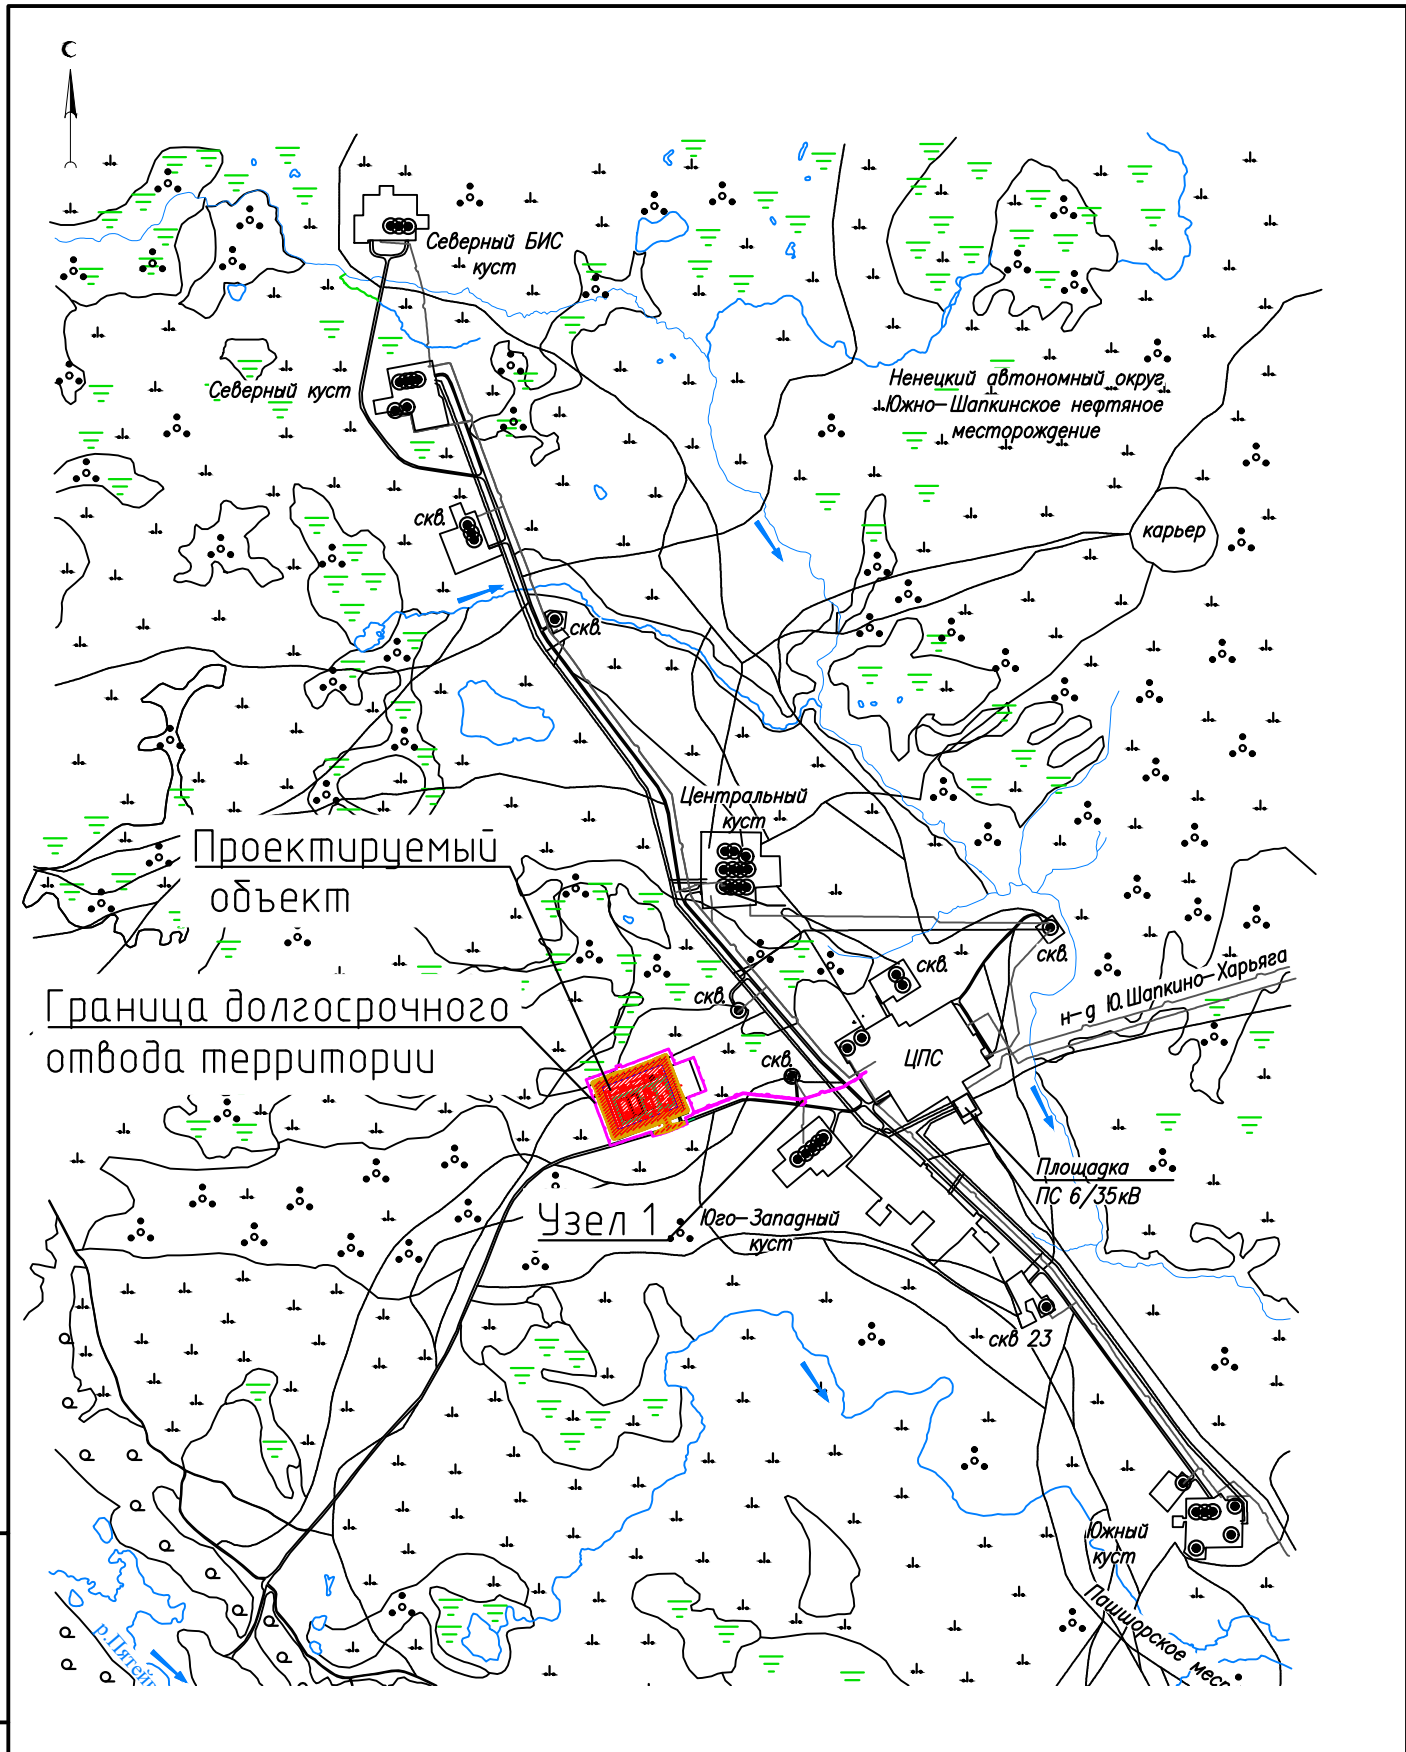 С
Северный БИС
куст
Северный куст
Ненецкий автономный округ
Южно-Шапкинское нефтяное
месторождение
скв.
карьер
скв.
Центральный
куст
Проектируемый
объект
скв.
скв.
н-д Ю.Шапкино-Харьяга
скв.
Граница долгосрочного
отвода территории
скв.
ЦПС
Площадка
ПС 6/35кВ
Узел 1
Юго-Западный
куст
скв 23
Южный
куст
Пашшорское мес
р.Пятей